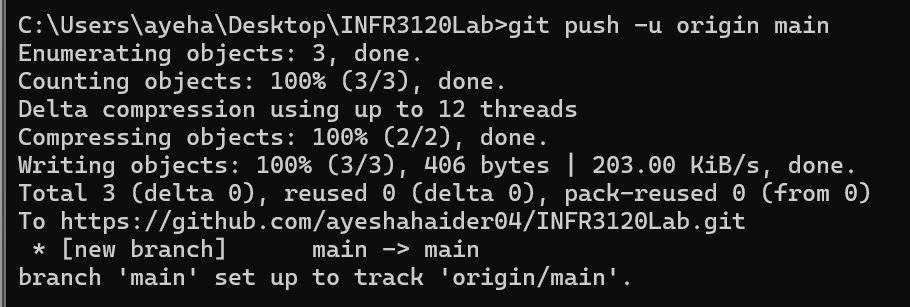 C:\Users\ayeha\Desktop\INFR3120Lab>git push -u origin main
Enumerating objects: 3, done.
Counting objects: 100% (3/3), done.
Delta compression using up to 12 threads
Compressing objects: 100% (2/2), done.
Writing objects: 100% (3/3), 406 bytes | 203.00 KiB/s, done.
Total 3 (delta 0), reused 0 (delta 0), pack-reused 0 (from 0)
To https://github.com/ayeshahaider04/INFR3120Lab.git
 * [new branch]      main -> main
branch 'main' set up to track 'origin/main'.